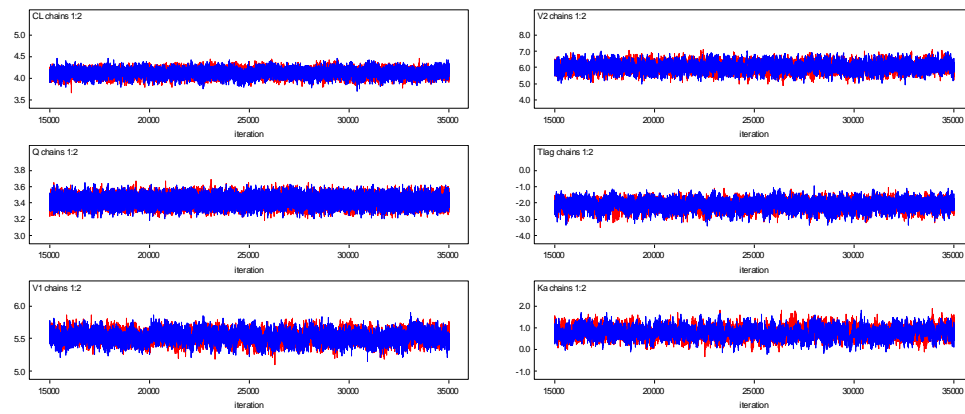 CL chains 1:2
5.0
4.5
4.0
3.5
15000 20000 25000 30000 35000
iteration
V2 chains 1:2
8.0
7.0
6.0
5.0
4.0
15000 20000 25000 30000 35000
iteration
Q chains 1:2
3.8
3.6
3.4
3.2
3.0
15000 20000 25000 30000 35000
iteration
Tlag chains 1:2
0.0
-1.0
-2.0
-3.0
-4.0
15000 20000 25000 30000 35000
iteration
V1 chains 1:2
6.0
5.5
5.0
15000 20000 25000 30000 35000
iteration
Ka chains 1:2
2.0
1.0
0.0
-1.0
15000 20000 25000 30000 35000
iteration